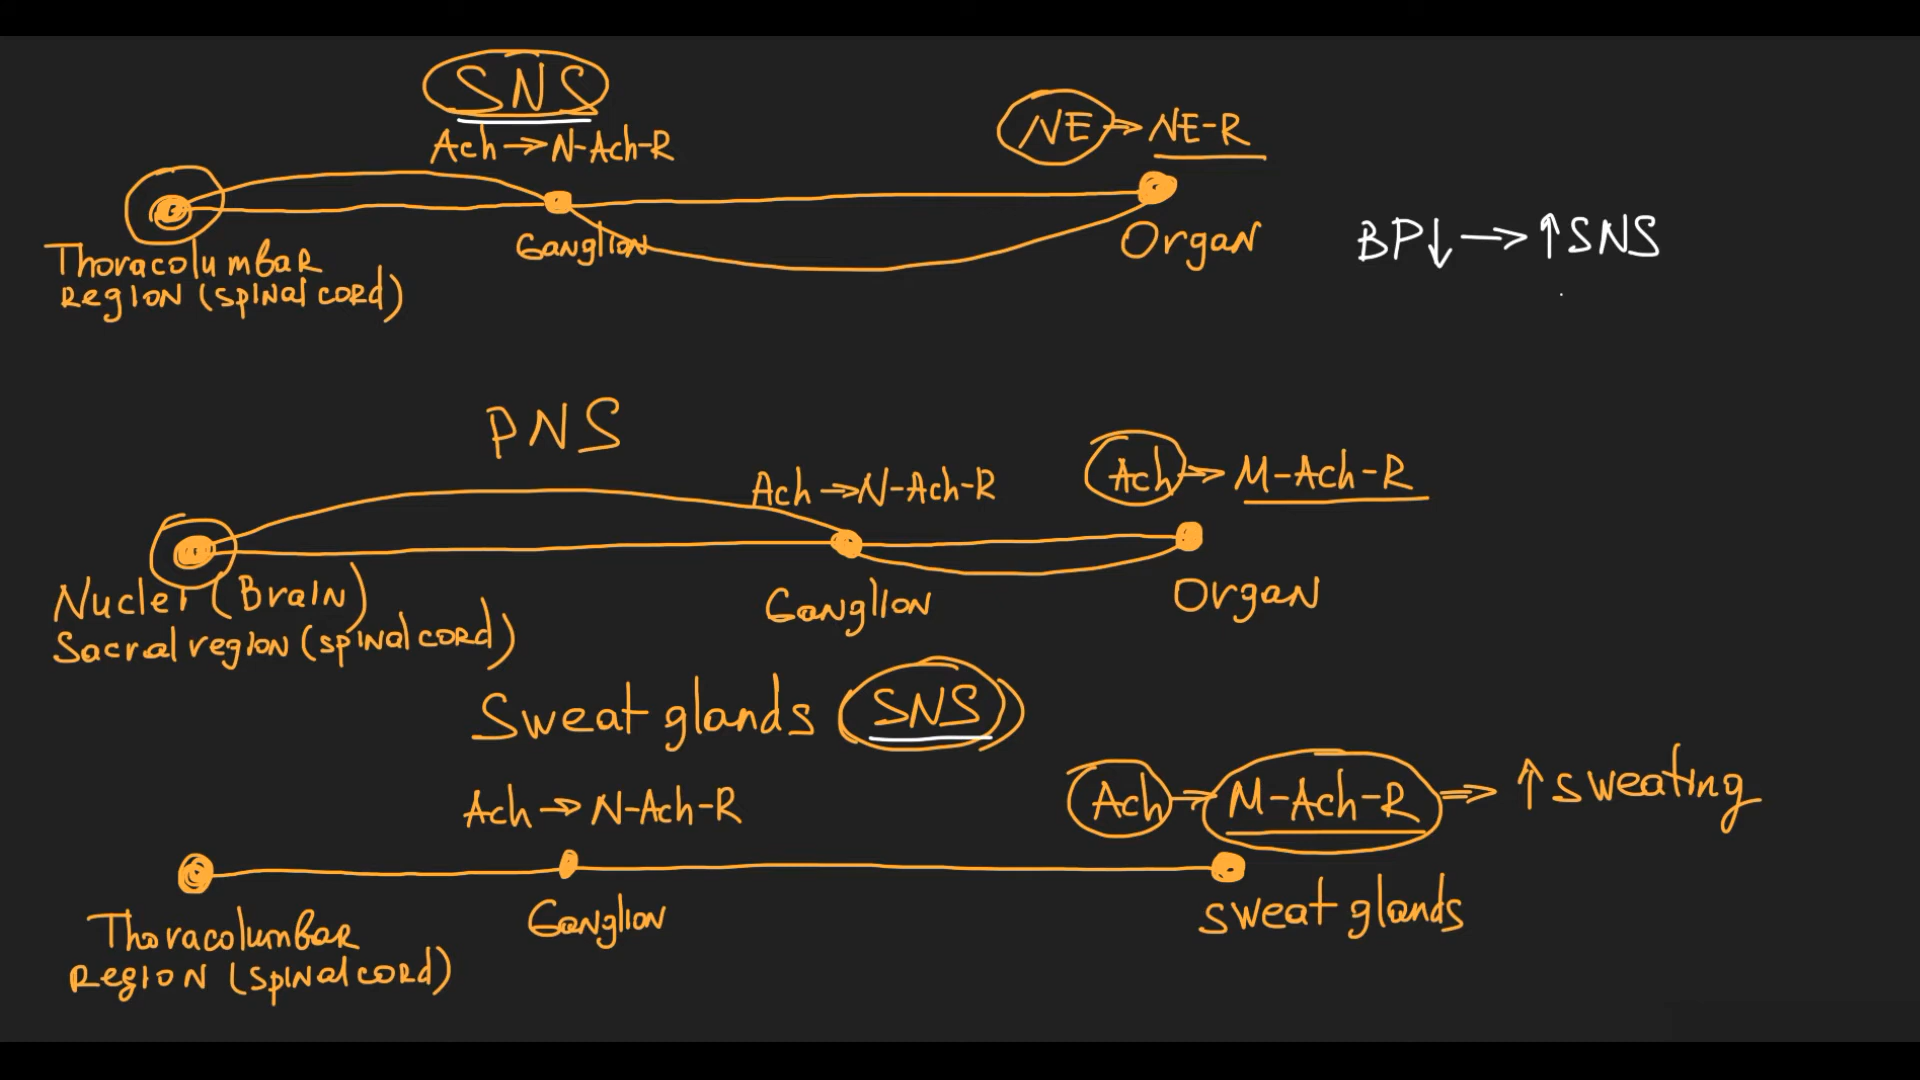 SNS
Ach → N-Ach-R
NE → NE-R
Thoracolumbar
Region (spinal cord)
Ganglion
Organ
BP↓ → ↑SNS
PNS
Ach → N-Ach-R
Ach → M-Ach-R
Nuclei (Brain)
Sacral region (spinal cord)
Ganglion
Organ
Sweat glands (SNS)
Ach → N-Ach-R
Ach → M-Ach-R ⇒ ↑ sweating
Thoracolumbar
Region (spinal cord)
Ganglion
sweat glands